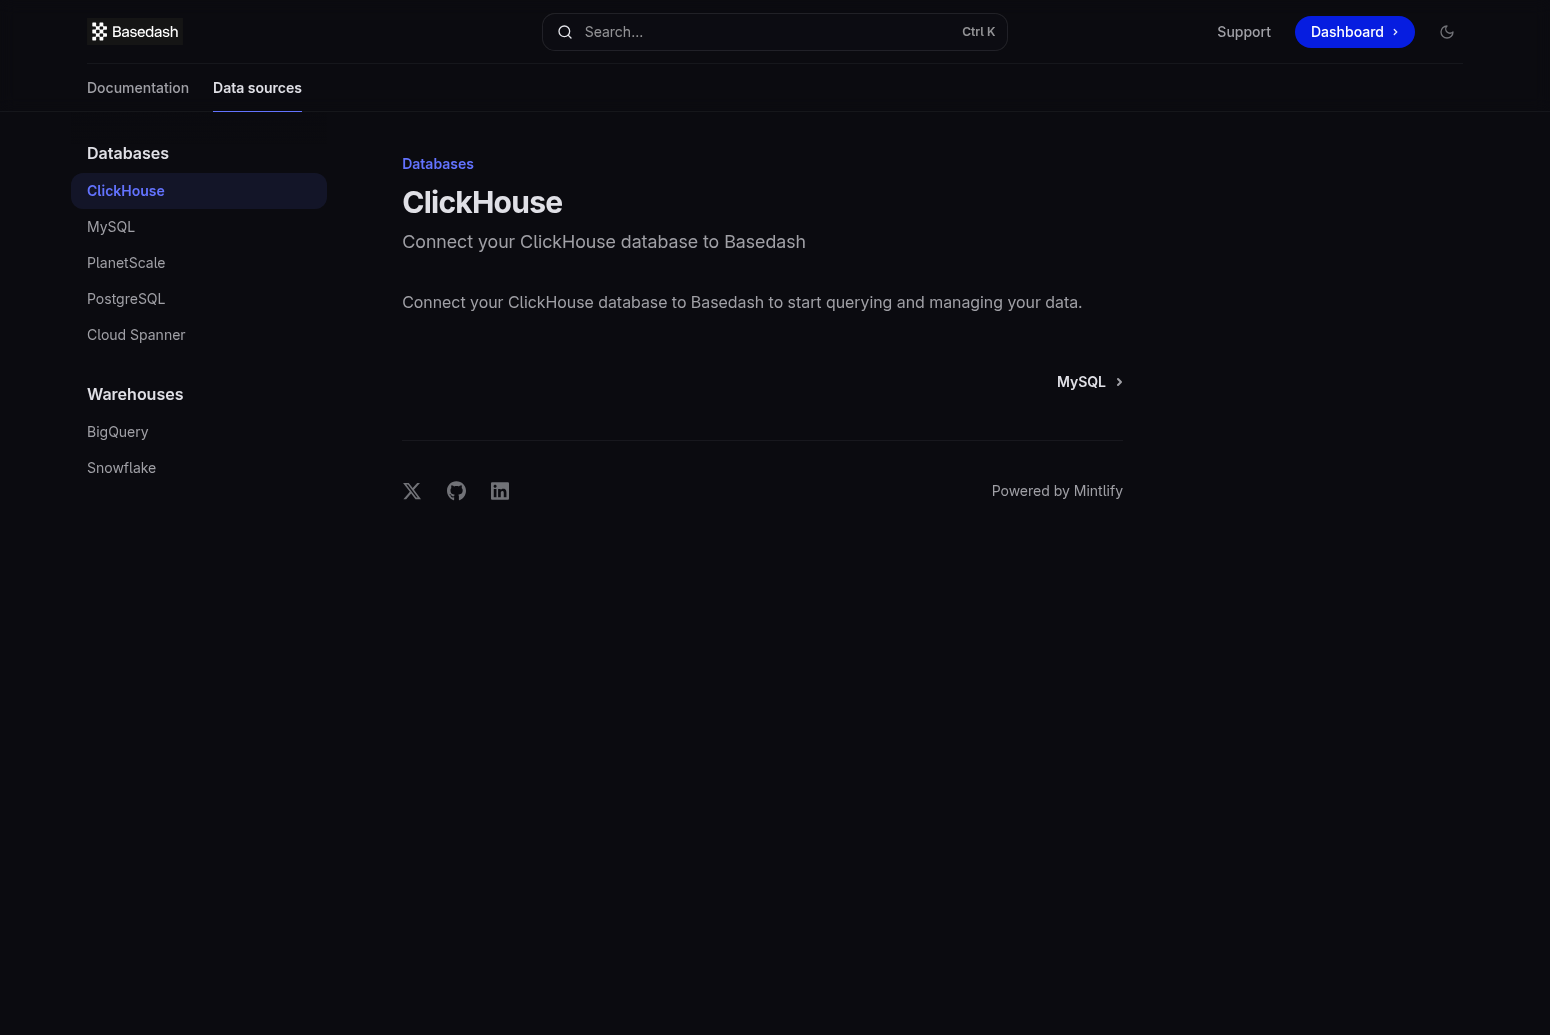 Basedash
Search...
Ctrl K
Support
Dashboard
Documentation
Data sources
Databases
ClickHouse
MySQL
PlanetScale
PostgreSQL
Cloud Spanner
Warehouses
BigQuery
Snowflake
Databases
ClickHouse
Connect your ClickHouse database to Basedash
Connect your ClickHouse database to Basedash to start querying and managing your data.
MySQL
Powered by Mintlify